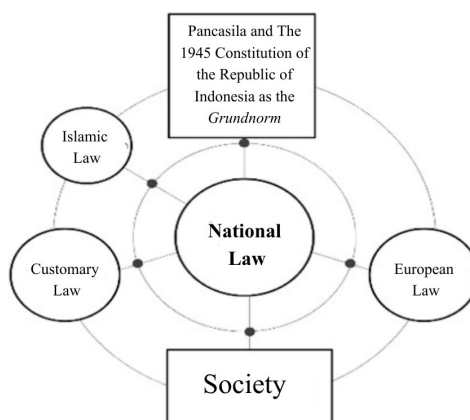 Pancasila and The
1945 Constitution of
the Republic of
Indonesia as the
Grundnorm
Islamic
Law
National
Law
Customary
Law
European
Law
Society